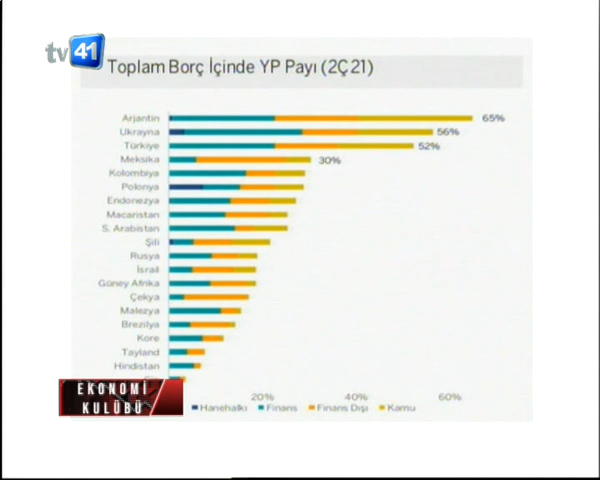 tv41
Toplam Borç İçinde YP Payı (2Ç21)
Arjantin 65%
Ukrayna 56%
Türkiye 52%
Meksika 30%
Kolombiya
Polonya
Endonezya
Macaristan
S. Arabistan
Şili
Rusya
İsrail
Güney Afrika
Çekya
Malezya
Brezilya
Kore
Tayland
Hindistan
20% 40% 60%
Hanehalkı Finans Finans Dışı Kamu
EKONOMİ
KULÜBÜ